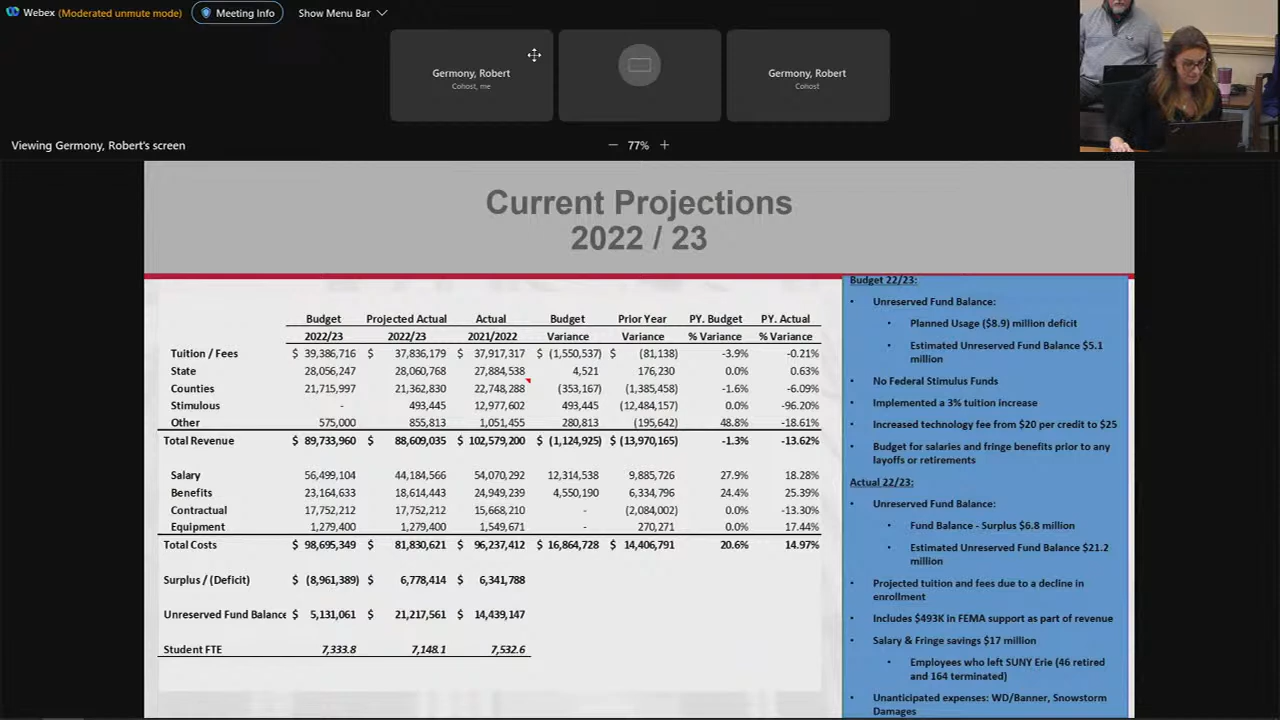 Webex (Moderated unmute mode) Meeting Info Show Menu Bar
Germony, Robert
Cohost, me
Germony, Robert
Cohost
Viewing Germony, Robert's screen
77%
Current Projections
2022 / 23
Budget Projected Actual Actual Budget Prior Year PY. Budget PY. Actual
2022/23 2022/23 2021/2022 Variance Variance % Variance % Variance
Tuition / Fees $ 39,386,716 $ 37,836,179 $ 37,917,317 $ (1,550,537) $ (81,138) -3.9% -0.21%
State 28,056,247 28,060,768 27,884,538 4,521 176,230 0.0% 0.63%
Counties 21,715,997 21,362,830 22,748,288 (353,167) (1,385,458) -1.6% -6.09%
Stimulous - 493,445 12,977,602 493,445 (12,484,157) 0.0% -96.20%
Other 575,000 855,813 1,051,455 280,813 (195,642) 48.8% -18.61%
Total Revenue $ 89,733,960 $ 88,609,035 $ 102,579,200 $ (1,124,925) $ (13,970,165) -1.3% -13.62%
Salary 56,499,104 44,184,566 54,070,292 12,314,538 9,885,726 27.9% 18.28%
Benefits 23,164,633 18,614,443 24,949,239 4,550,190 6,334,796 24.4% 25.39%
Contractual 17,752,212 17,752,212 15,668,210 - (2,084,002) 0.0% -13.30%
Equipment 1,279,400 1,279,400 1,549,671 - 270,271 0.0% 17.44%
Total Costs $ 98,695,349 $ 81,830,621 $ 96,237,412 $ 16,864,728 $ 14,406,791 20.6% 14.97%
Surplus / (Deficit) $ (8,961,389) $ 6,778,414 $ 6,341,788
Unreserved Fund Balance $ 5,131,061 $ 21,217,561 $ 14,439,147
Student FTE 7,333.8 7,148.1 7,532.6
Budget 22/23:
• Unreserved Fund Balance:
• Planned Usage ($8.9) million deficit
• Estimated Unreserved Fund Balance $5.1
million
• No Federal Stimulus Funds
• Implemented a 3% tuition increase
• Increased technology fee from $20 per credit to $25
• Budget for salaries and fringe benefits prior to any
layoffs or retirements
Actual 22/23:
• Unreserved Fund Balance:
• Fund Balance - Surplus $6.8 million
• Estimated Unreserved Fund Balance $21.2
million
• Projected tuition and fees due to a decline in
enrollment
• Includes $493K in FEMA support as part of revenue
• Salary & Fringe savings $17 million
• Employees who left SUNY Erie (46 retired
and 164 terminated)
• Unanticipated expenses: WD/Banner, Snowstorm
Damages